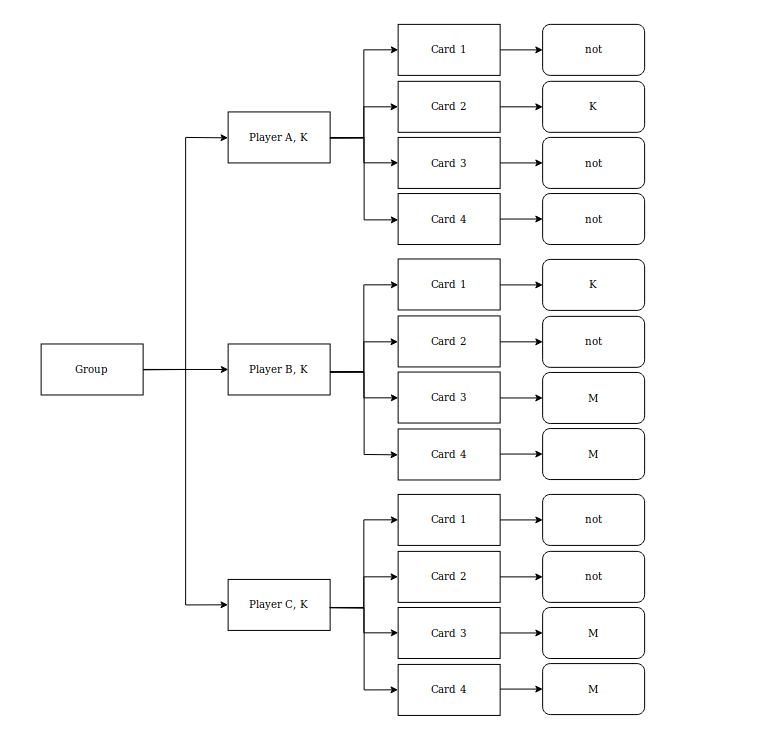 Group
Player A, K
Card 1
not
Card 2
K
Card 3
not
Card 4
not
Player B, K
Card 1
K
Card 2
not
Card 3
M
Card 4
M
Player C, K
Card 1
not
Card 2
not
Card 3
M
Card 4
M